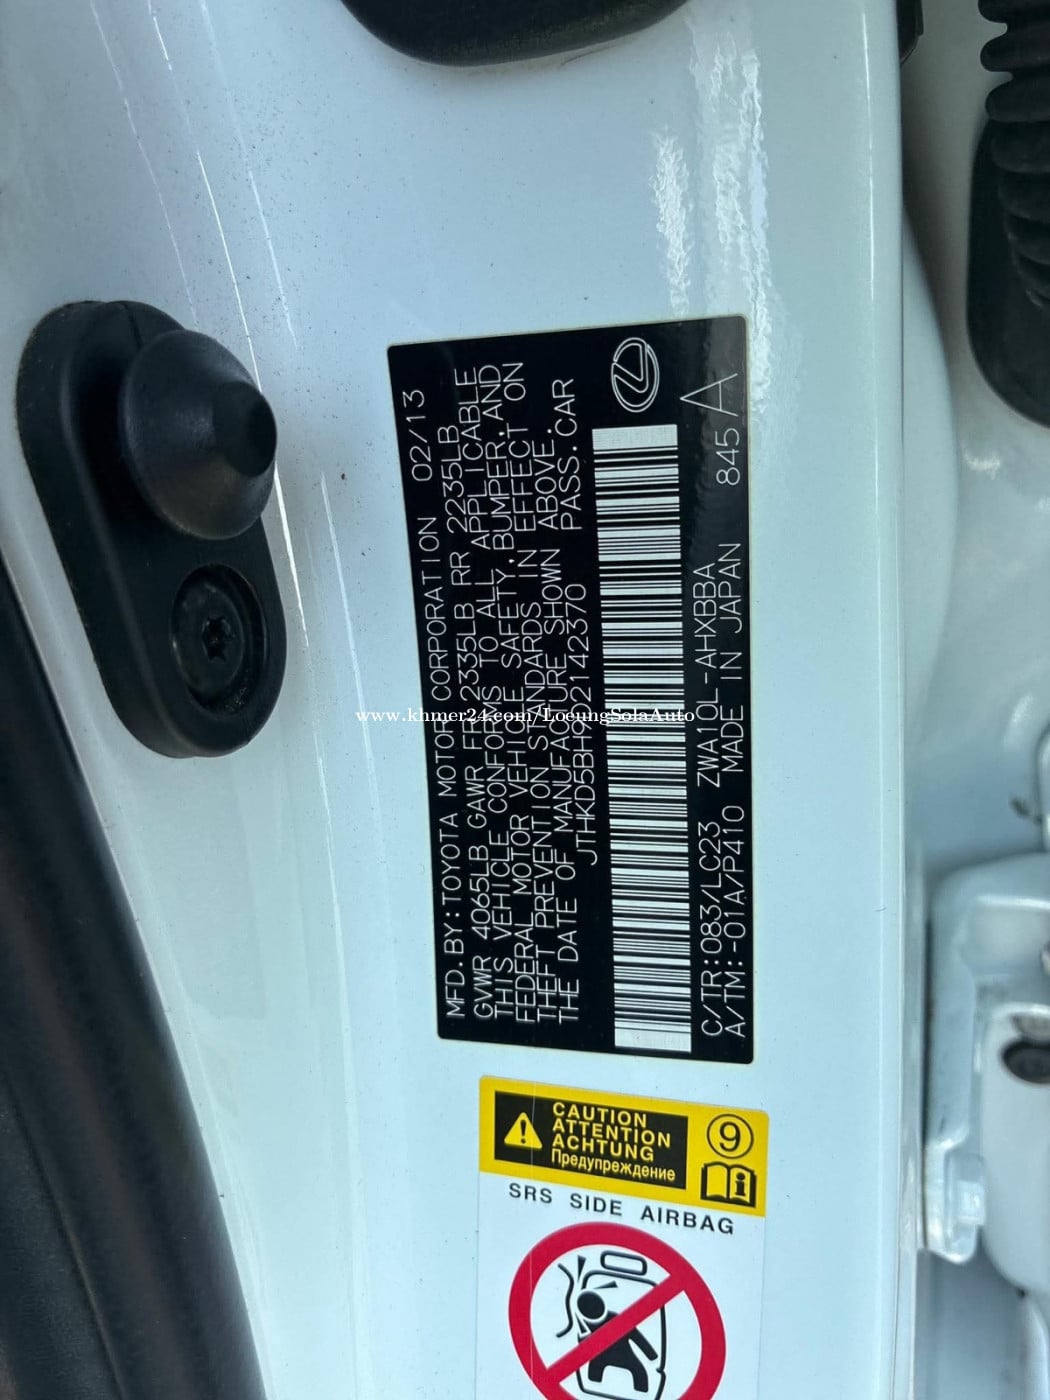 MFD.BY:TOYOTA MOTOR CORPORATION 02/13
GVWR 4065LB GAWR FR 2335LB RR 2235LB
THIS VEHICLE CONFORMS TO ALL APPLICABLE
FEDERAL MOTOR VEHICLE SAFETY, BUMPER, AND
THEFT PREVENTION STANDARDS IN EFFECT ON
THE DATE OF MANUFACTURE SHOWN ABOVE.
JTHKD5BH9D2142370 PASS.CAR
C/TR:083/LC23 ZWA10L-AHXBBA
A/TM:-01A/P410 MADE IN JAPAN 845A
www.khmer24.com/LoeungSolaAuto
CAUTION
ATTENTION
ACHTUNG
Предупреждение
9
i
SRS SIDE AIRBAG